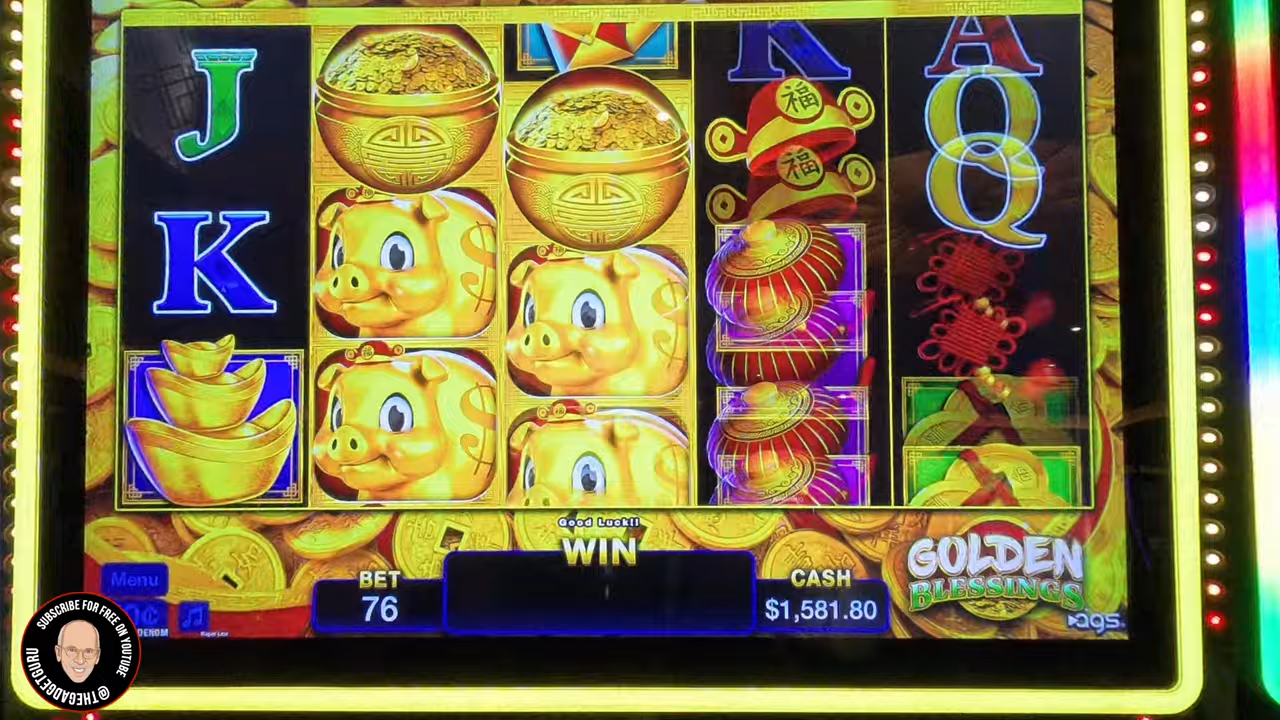 J
K
A
K
福
福
Q
Q
$
$
$
Good Luck!!
WIN
BET
76
CASH
$1,581.80
Menu
DENOM
GOLDEN
BLESSINGS
ags
SUBSCRIBE FOR FREE ON YOUTUBE
@THEGADGETGURU